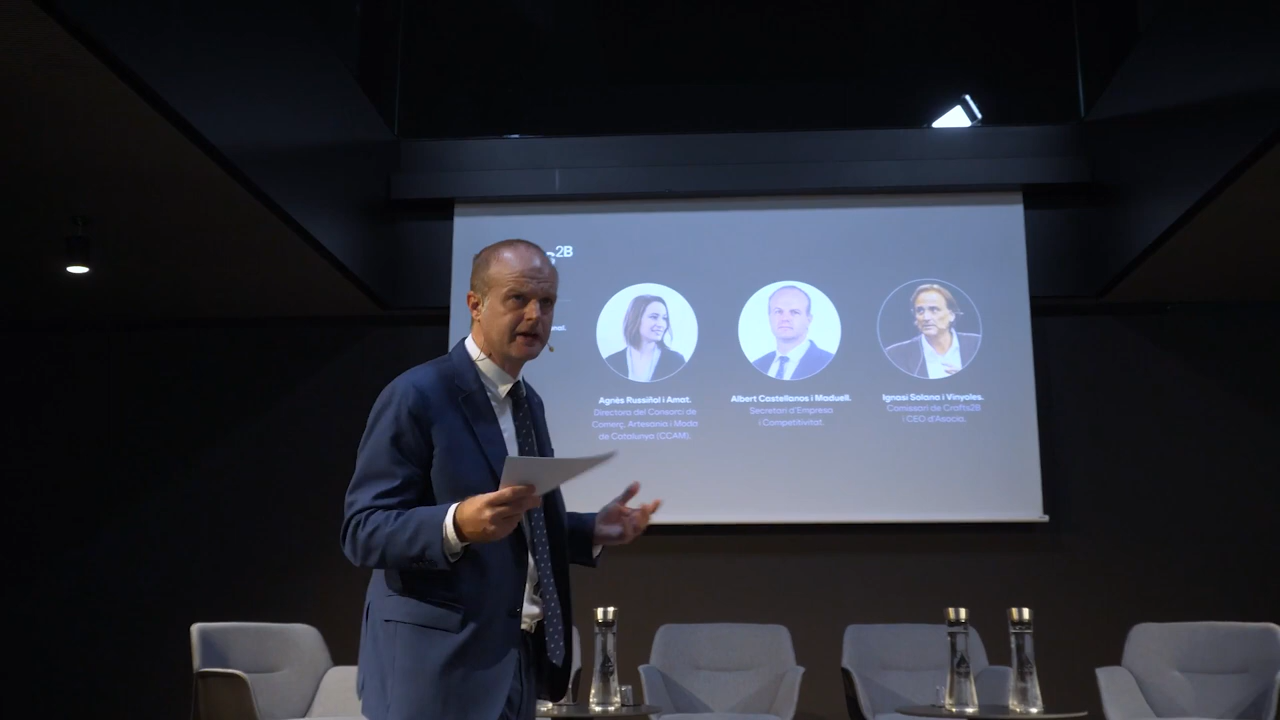 2B
Agnès Russiñol i Amat.
Directora del Consorci de
Comerç, Artesania i Moda
de Catalunya (CCAM).
Albert Castellanos i Maduell.
Secretari d'Empresa
i Competitivitat.
Ignasi Solana i Vinyoles.
Comissari de Crafts2B
i CEO d'Asocia.